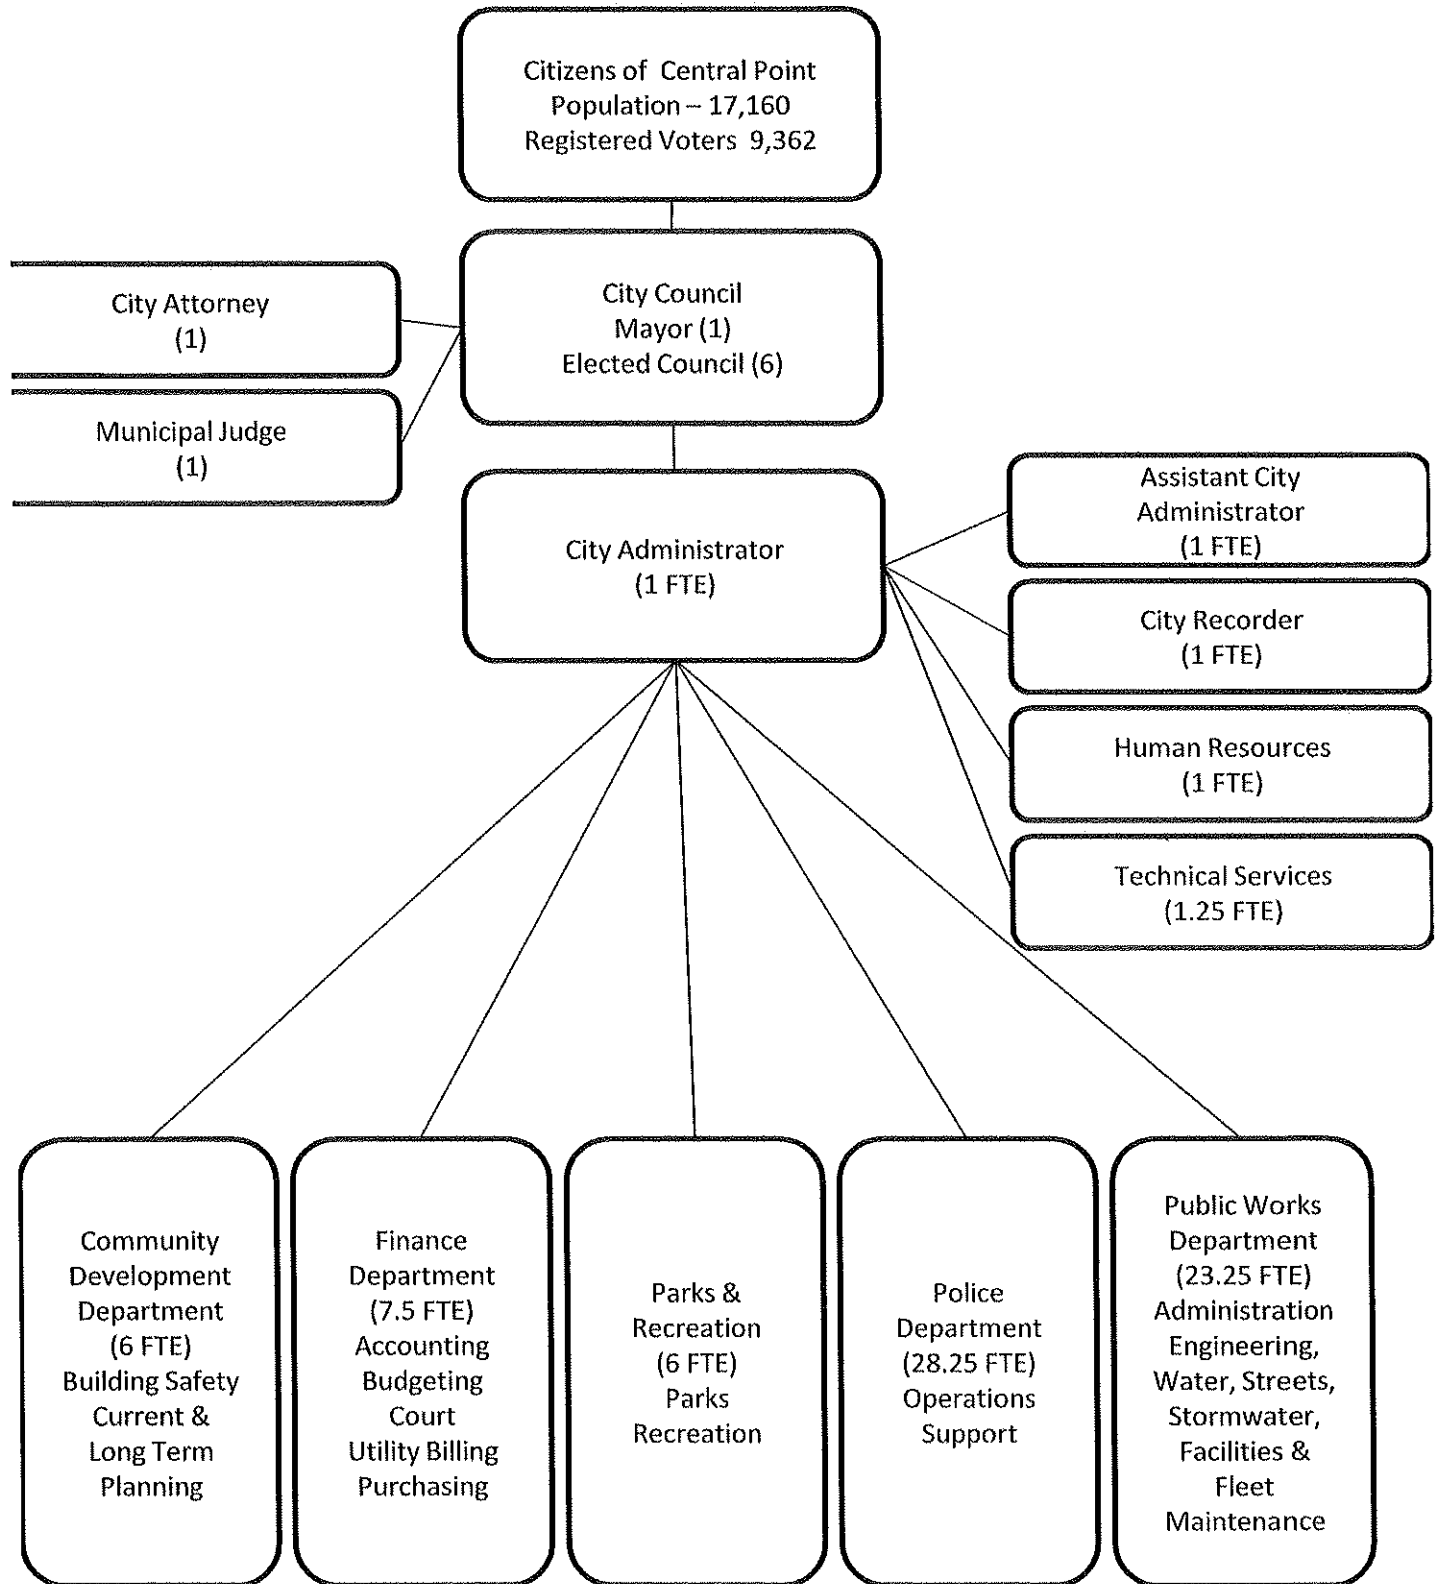 Citizens of Central Point
Population – 17,160
Registered Voters 9,362
City Attorney
(1)
City Council
Mayor (1)
Elected Council (6)
Municipal Judge
(1)
City Administrator
(1 FTE)
Assistant City
Administrator
(1 FTE)
City Recorder
(1 FTE)
Human Resources
(1 FTE)
Technical Services
(1.25 FTE)
Community
Development
Department
(6 FTE)
Building Safety
Current &
Long Term
Planning
Finance
Department
(7.5 FTE)
Accounting
Budgeting
Court
Utility Billing
Purchasing
Parks &
Recreation
(6 FTE)
Parks
Recreation
Police
Department
(28.25 FTE)
Operations
Support
Public Works
Department
(23.25 FTE)
Administration
Engineering,
Water, Streets,
Stormwater,
Facilities &
Fleet
Maintenance